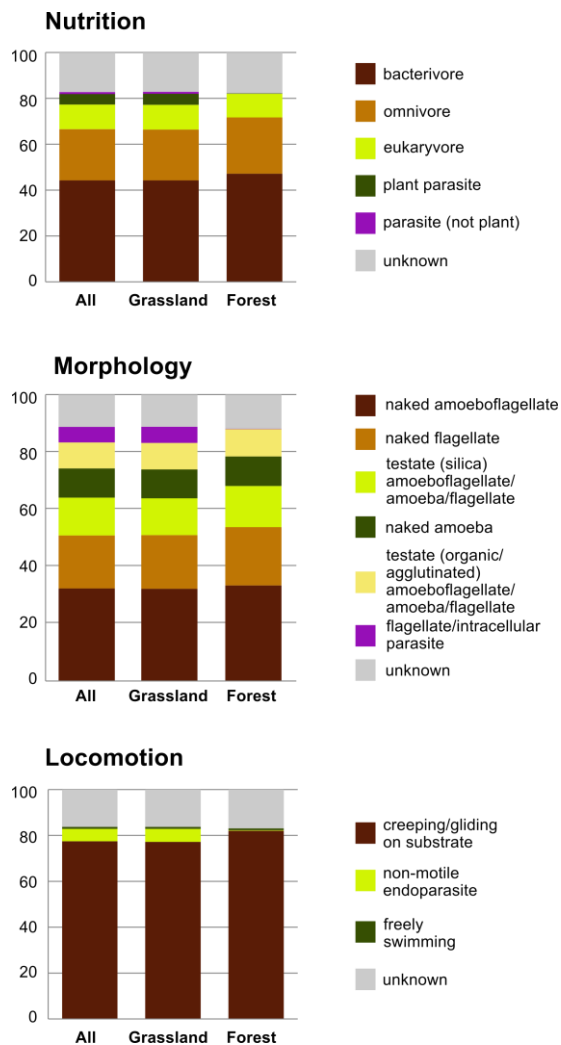 Nutrition
100
80
60
40
20
0
All Grassland Forest
bacterivore
omnivore
eukaryvore
plant parasite
parasite (not plant)
unknown
Morphology
100
80
60
40
20
0
All Grassland Forest
naked amoeboflagellate
naked flagellate
testate (silica)
amoeboflagellate/
amoeba/flagellate
naked amoeba
testate (organic/
agglutinated)
amoeboflagellate/
amoeba/flagellate
flagellate/intracellular
parasite
unknown
Locomotion
100
80
60
40
20
0
All Grassland Forest
creeping/gliding
on substrate
non-motile
endoparasite
freely
swimming
unknown